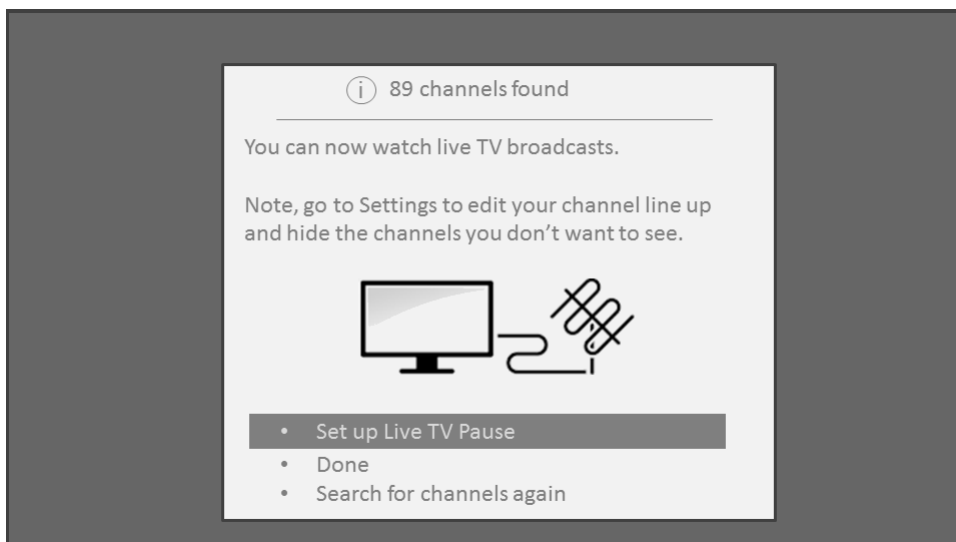 i 89 channels found
You can now watch live TV broadcasts.
Note, go to Settings to edit your channel line up
and hide the channels you don’t want to see.
• Set up Live TV Pause
• Done
• Search for channels again